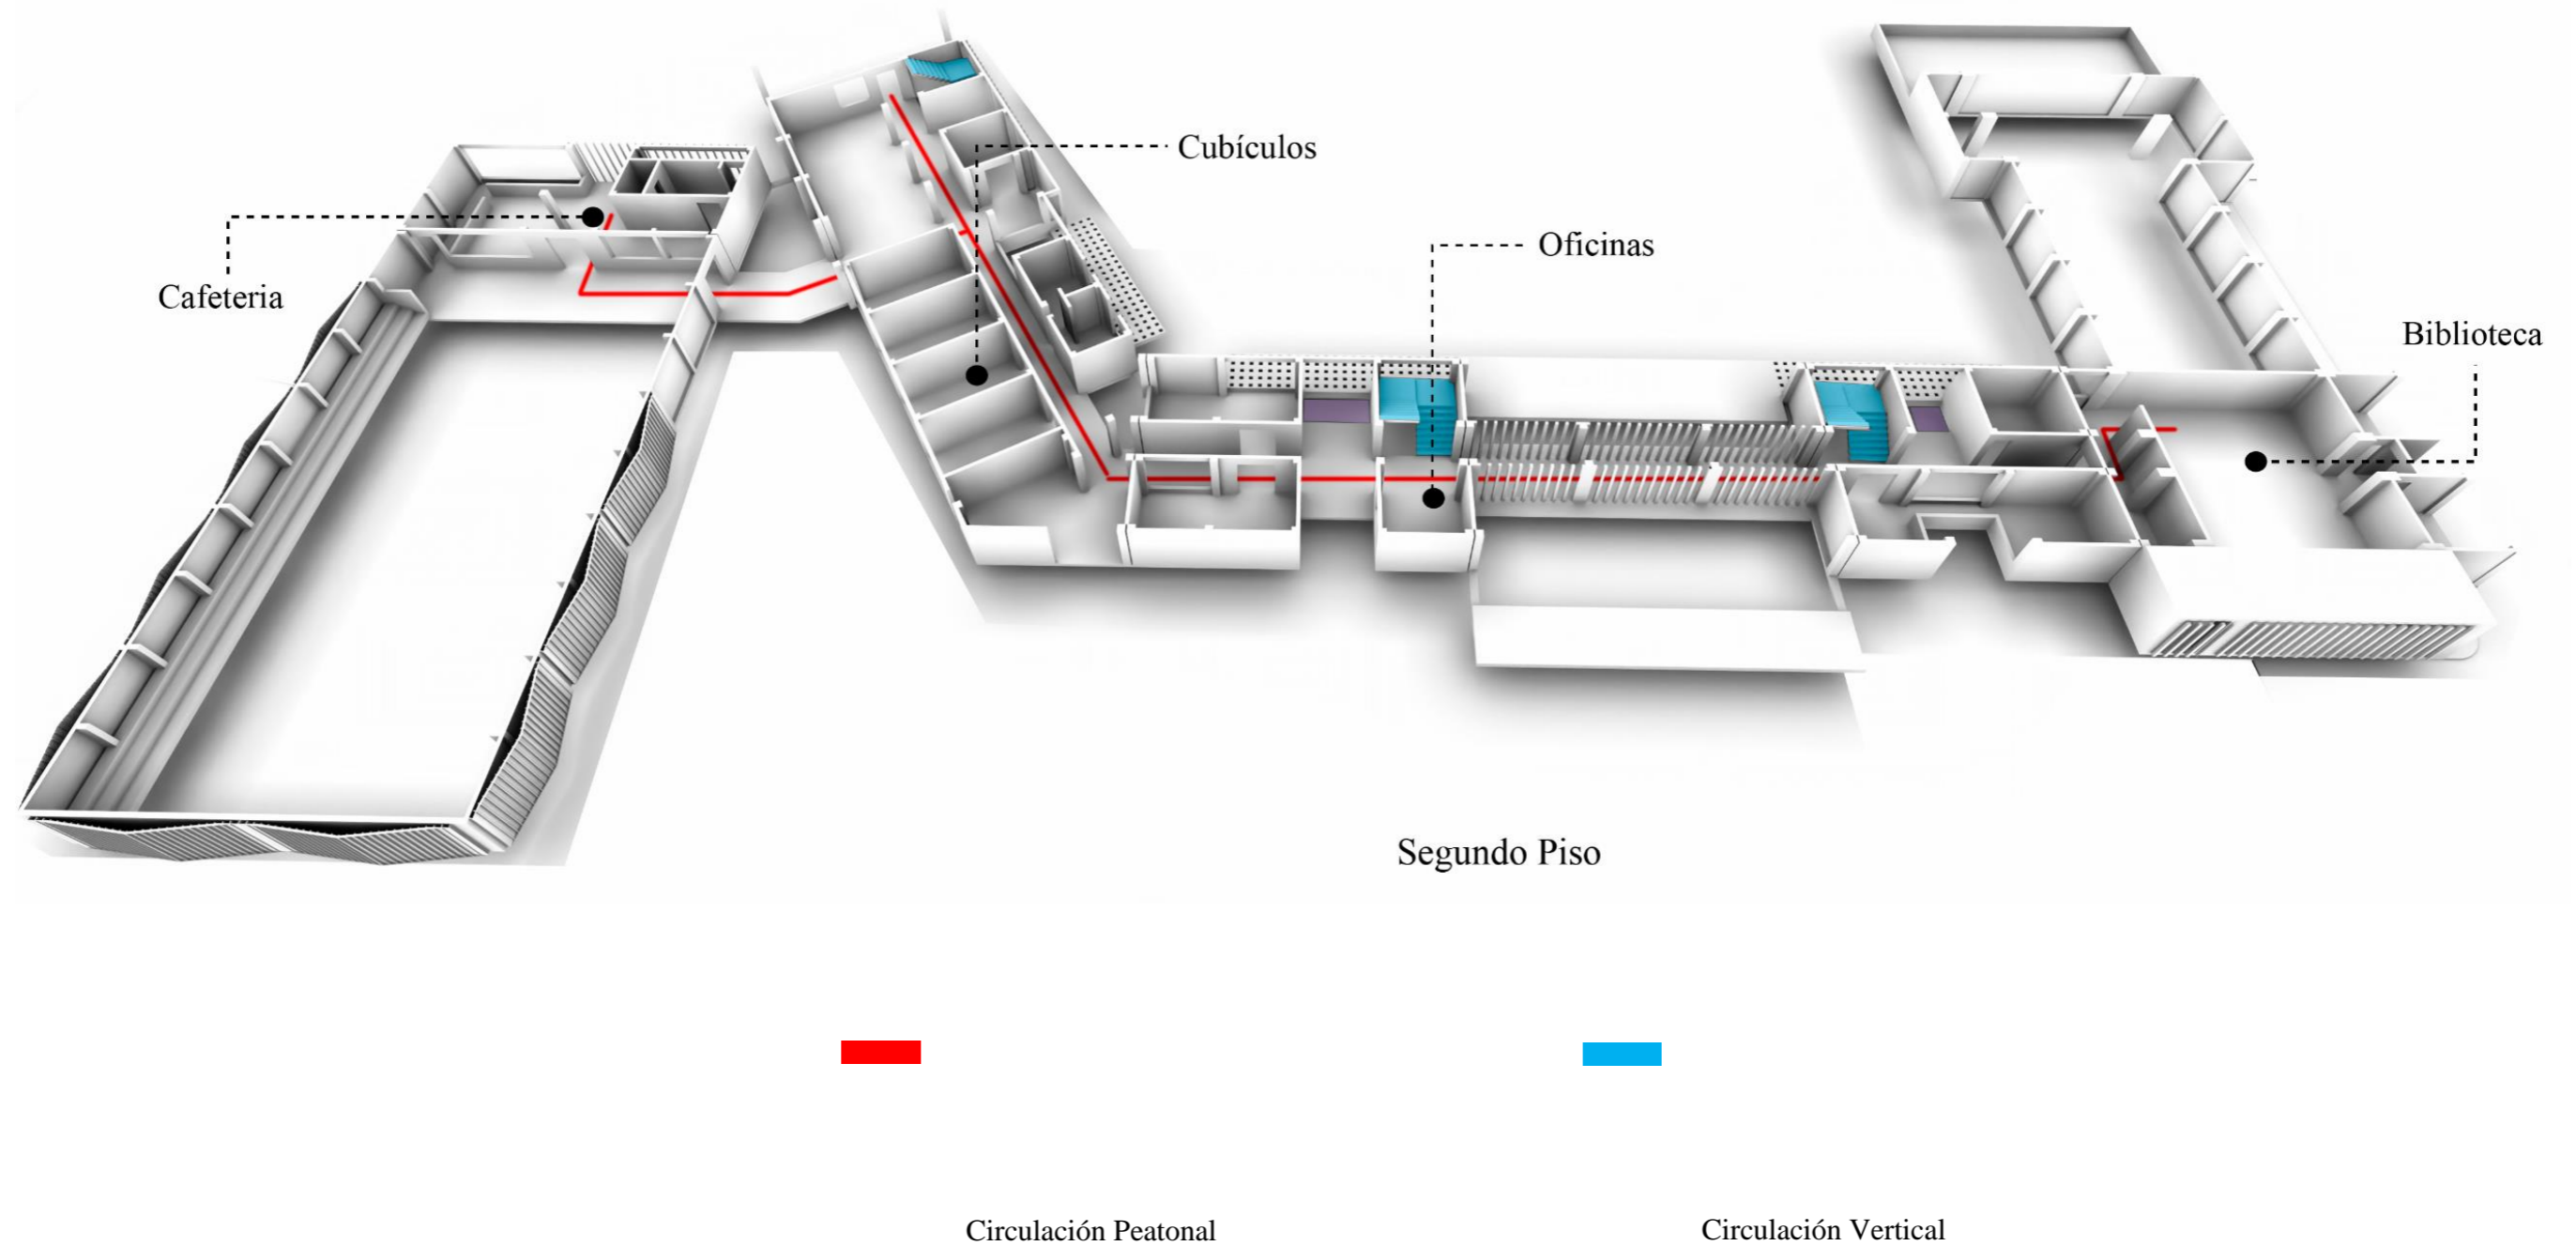 Cubículos
Oficinas
Cafeteria
Biblioteca
Segundo Piso
Circulación Peatonal
Circulación Vertical